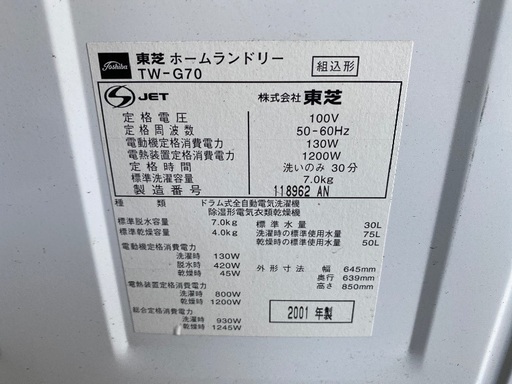 Toshiba 東芝 ホームランドリー
TW-G70
組込形
S JET 株式会社 東芝
定格電圧 100V
定格周波数 50-60Hz
電動機定格消費電力 130W
電熱装置定格消費電力 1200W
定格時間 洗いのみ 30分
標準洗濯容量 7.0kg
製造番号 118962 AN
種類 ドラム式全自動電気洗濯機
除湿形電気衣類乾燥機
標準脱水容量 7.0kg
標準乾燥容量 4.0kg
標準水量 30L
洗濯時の標準使用水量 75L
乾燥時の標準使用水量 50L
電動機定格消費電力
洗濯時 130W
脱水時 420W
乾燥時 45W
外形寸法 幅 645mm
奥行 639mm
高さ 850mm
電熱装置定格消費電力
洗濯時 800W
乾燥時 1200W
総合定格消費電力
洗濯時 930W
乾燥時 1245W
2001年製